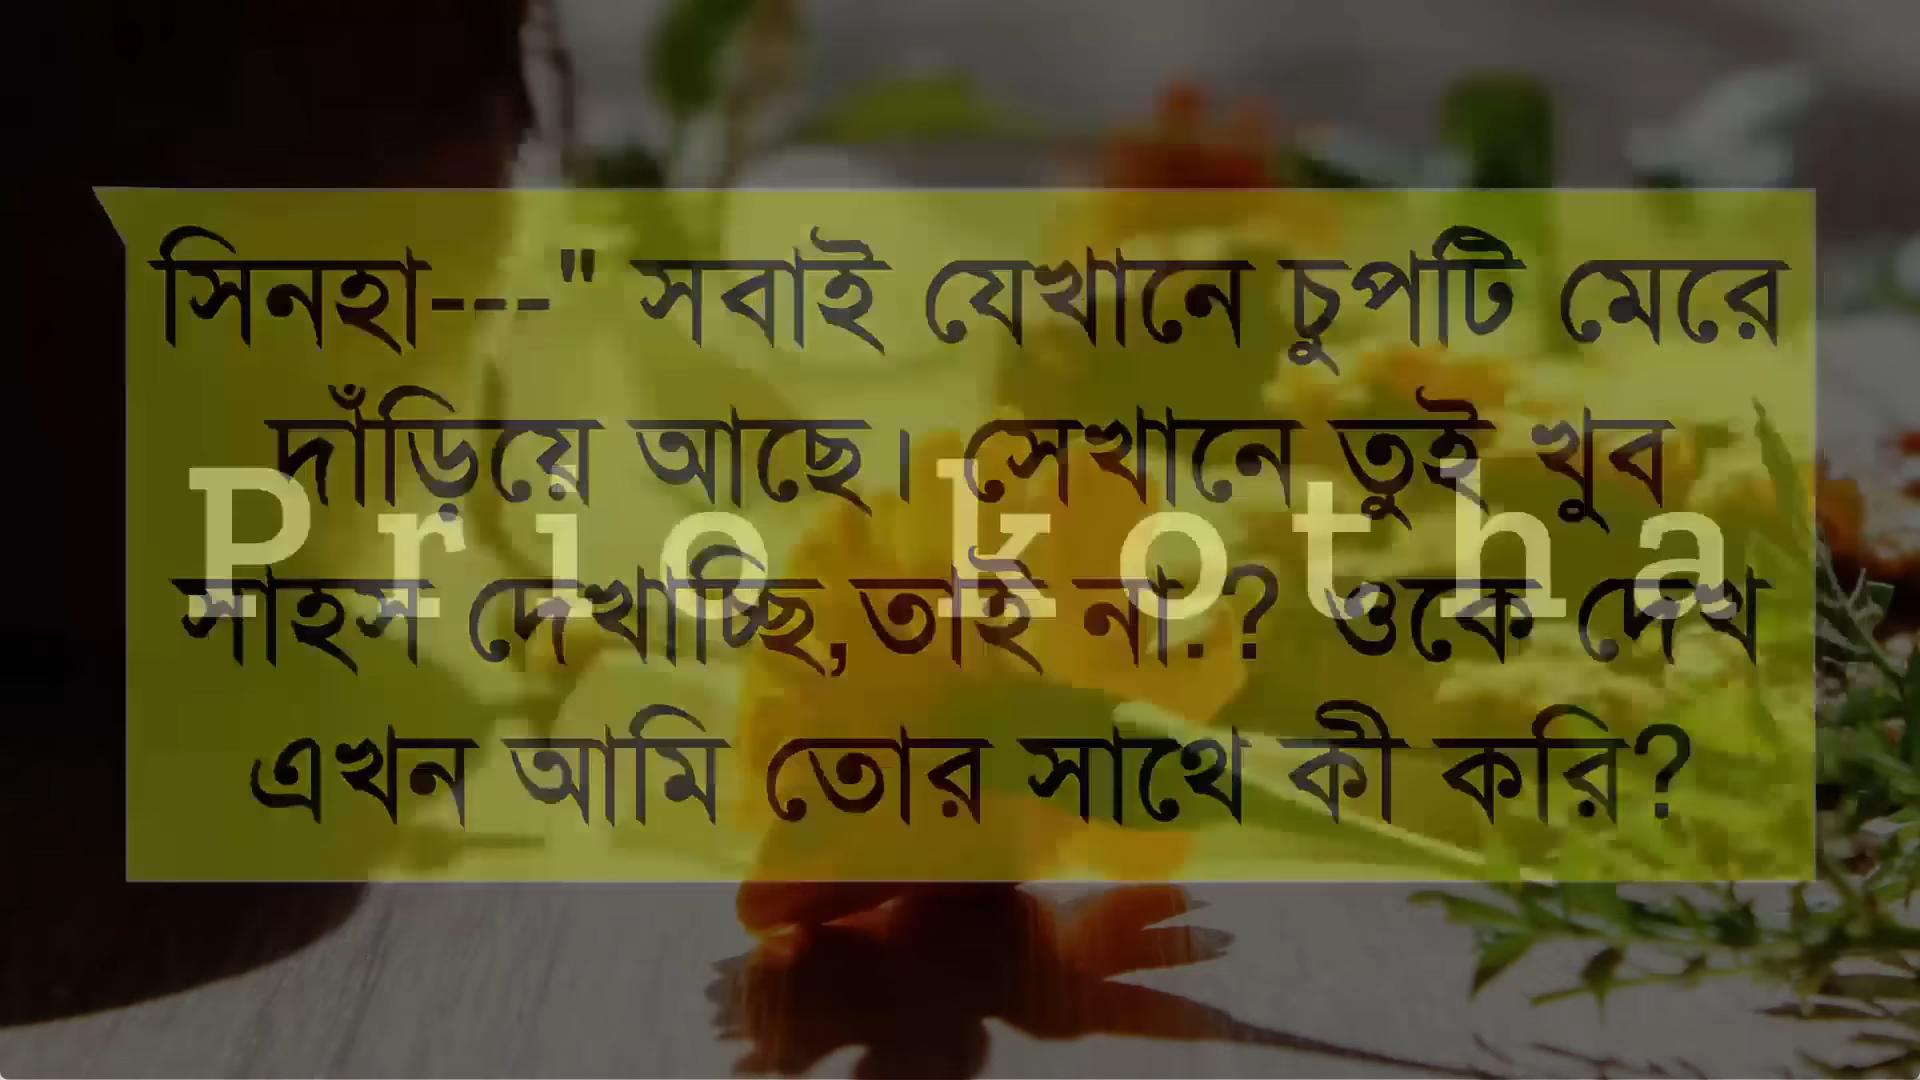 সিনহা---" সবাই যেখানে চুপটি মেরে
দাঁড়িয়ে আছে। সেখানে তুই খুব
Prio kotha
সাহস দেখাচ্ছি,তাই না.? ওকে দেখ
এখন আমি তোর সাথে কী করি?